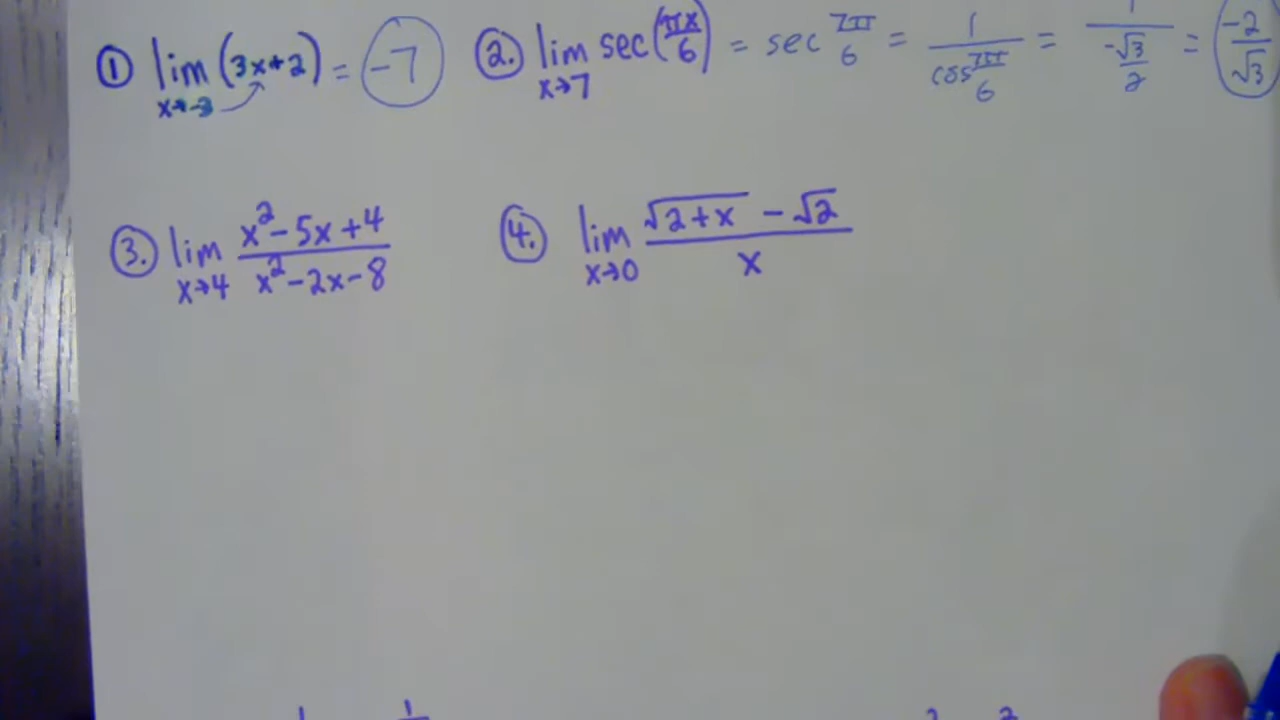 ① lim x→-3 (3x+2) = -7
②. lim x→7 sec(πx/6) = sec 7π/6 = 1/(cos 7π/6) = 1/(-√3/2) = -2/√3
③. lim x→4 (x²-5x+4)/(x²-2x-8)
④. lim x→0 (√(2+x) - √2)/x